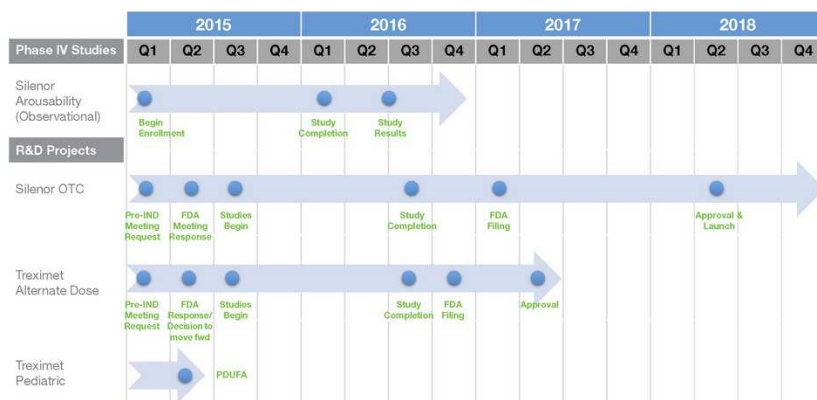 2015 2016 2017 2018
Phase IV Studies Q1 Q2 Q3 Q4 Q1 Q2 Q3 Q4 Q1 Q2 Q3 Q4 Q1 Q2 Q3 Q4
Silenor
Arousability
(Observational)
Begin
Enrollment
Study
Completion
Study
Results
R&D Projects
Silenor OTC
Pre-IND
Meeting
Request
FDA
Meeting
Response
Studies
Begin
Study
Completion
FDA
Filing
Approval &
Launch
Treximet
Alternate Dose
Pre-IND
Meeting
Request
FDA
Response/
Decision to
move fwd
Studies
Begin
Study
Completion
FDA
Filing
Approval
Treximet
Pediatric
PDUFA